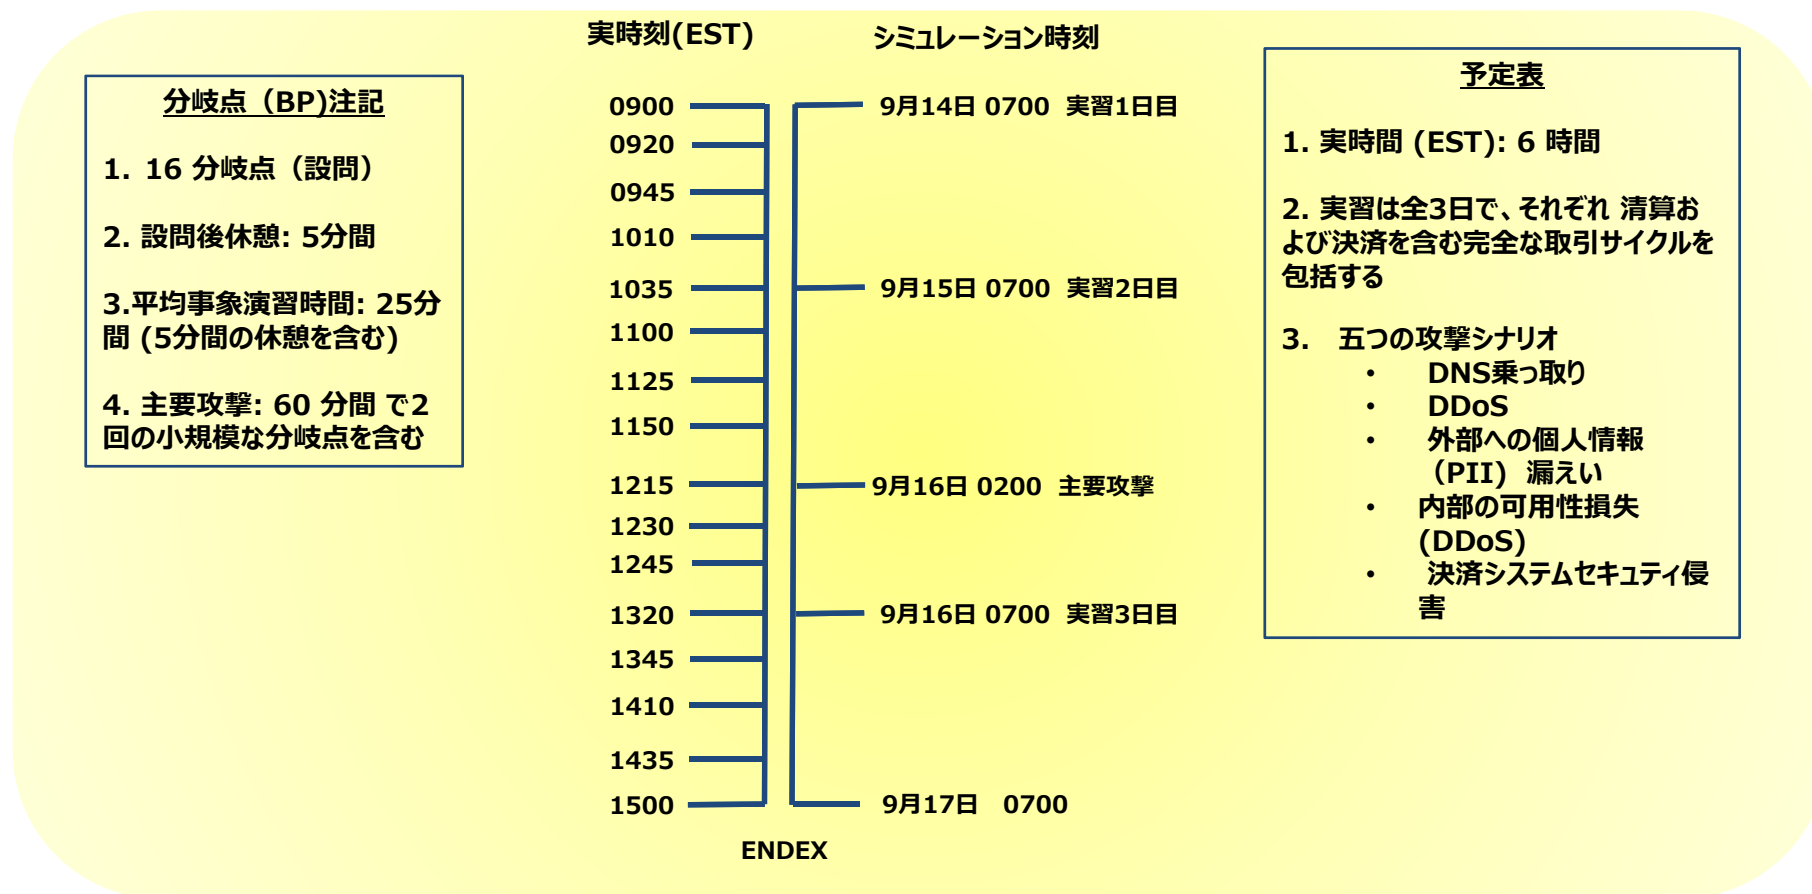 実時刻(EST)
シミュレーション時刻
分岐点（BP)注記
1. 16 分岐点（設問）
2. 設問後休憩: 5分間
3.平均事象演習時間: 25分
間 (5分間の休憩を含む)
4. 主要攻撃: 60 分間 で2
回の小規模な分岐点を含む
0900
0920
0945
1010
1035
1100
1125
1150
1215
1230
1245
1320
1345
1410
1435
1500
9月14日 0700 実習1日目
9月15日 0700 実習2日目
9月16日 0200 主要攻撃
9月16日 0700 実習3日目
9月17日 0700
ENDEX
予定表
1. 実時間 (EST): 6 時間
2. 実習は全3日で、それぞれ 清算お
よび決済を含む完全な取引サイクルを
包括する
3. 五つの攻撃シナリオ
• DNS乗っ取り
• DDoS
• 外部への個人情報
（PII) 漏えい
• 内部の可用性損失
(DDoS)
• 決済システムセキュティ侵
害